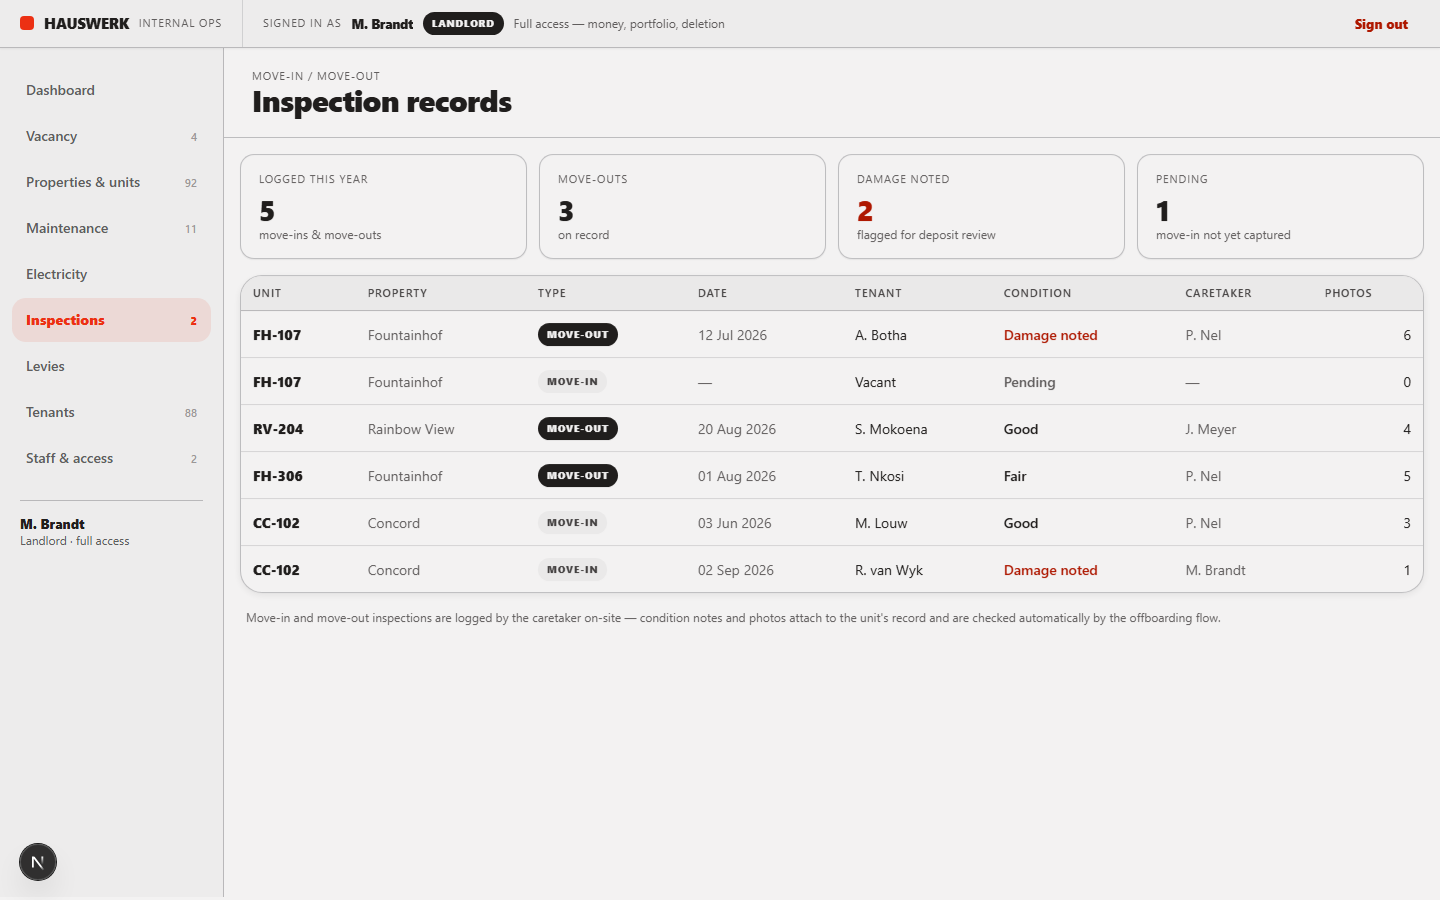 HAUSWERK INTERNAL OPS
SIGNED IN AS M. Brandt LANDLORD Full access — money, portfolio, deletion
Sign out
Dashboard
Vacancy 4
Properties & units 92
Maintenance 11
Electricity
Inspections 2
Levies
Tenants 88
Staff & access 2
M. Brandt
Landlord · full access
N
MOVE-IN / MOVE-OUT
Inspection records
LOGGED THIS YEAR
5
move-ins & move-outs
MOVE-OUTS
3
on record
DAMAGE NOTED
2
flagged for deposit review
PENDING
1
move-in not yet captured
UNIT PROPERTY TYPE DATE TENANT CONDITION CARETAKER PHOTOS
FH-107 Fountainhof MOVE-OUT 12 Jul 2026 A. Botha Damage noted P. Nel 6
FH-107 Fountainhof MOVE-IN — Vacant Pending — 0
RV-204 Rainbow View MOVE-OUT 20 Aug 2026 S. Mokoena Good J. Meyer 4
FH-306 Fountainhof MOVE-OUT 01 Aug 2026 T. Nkosi Fair P. Nel 5
CC-102 Concord MOVE-IN 03 Jun 2026 M. Louw Good P. Nel 3
CC-102 Concord MOVE-IN 02 Sep 2026 R. van Wyk Damage noted M. Brandt 1
Move-in and move-out inspections are logged by the caretaker on-site — condition notes and photos attach to the unit's record and are checked automatically by the offboarding flow.